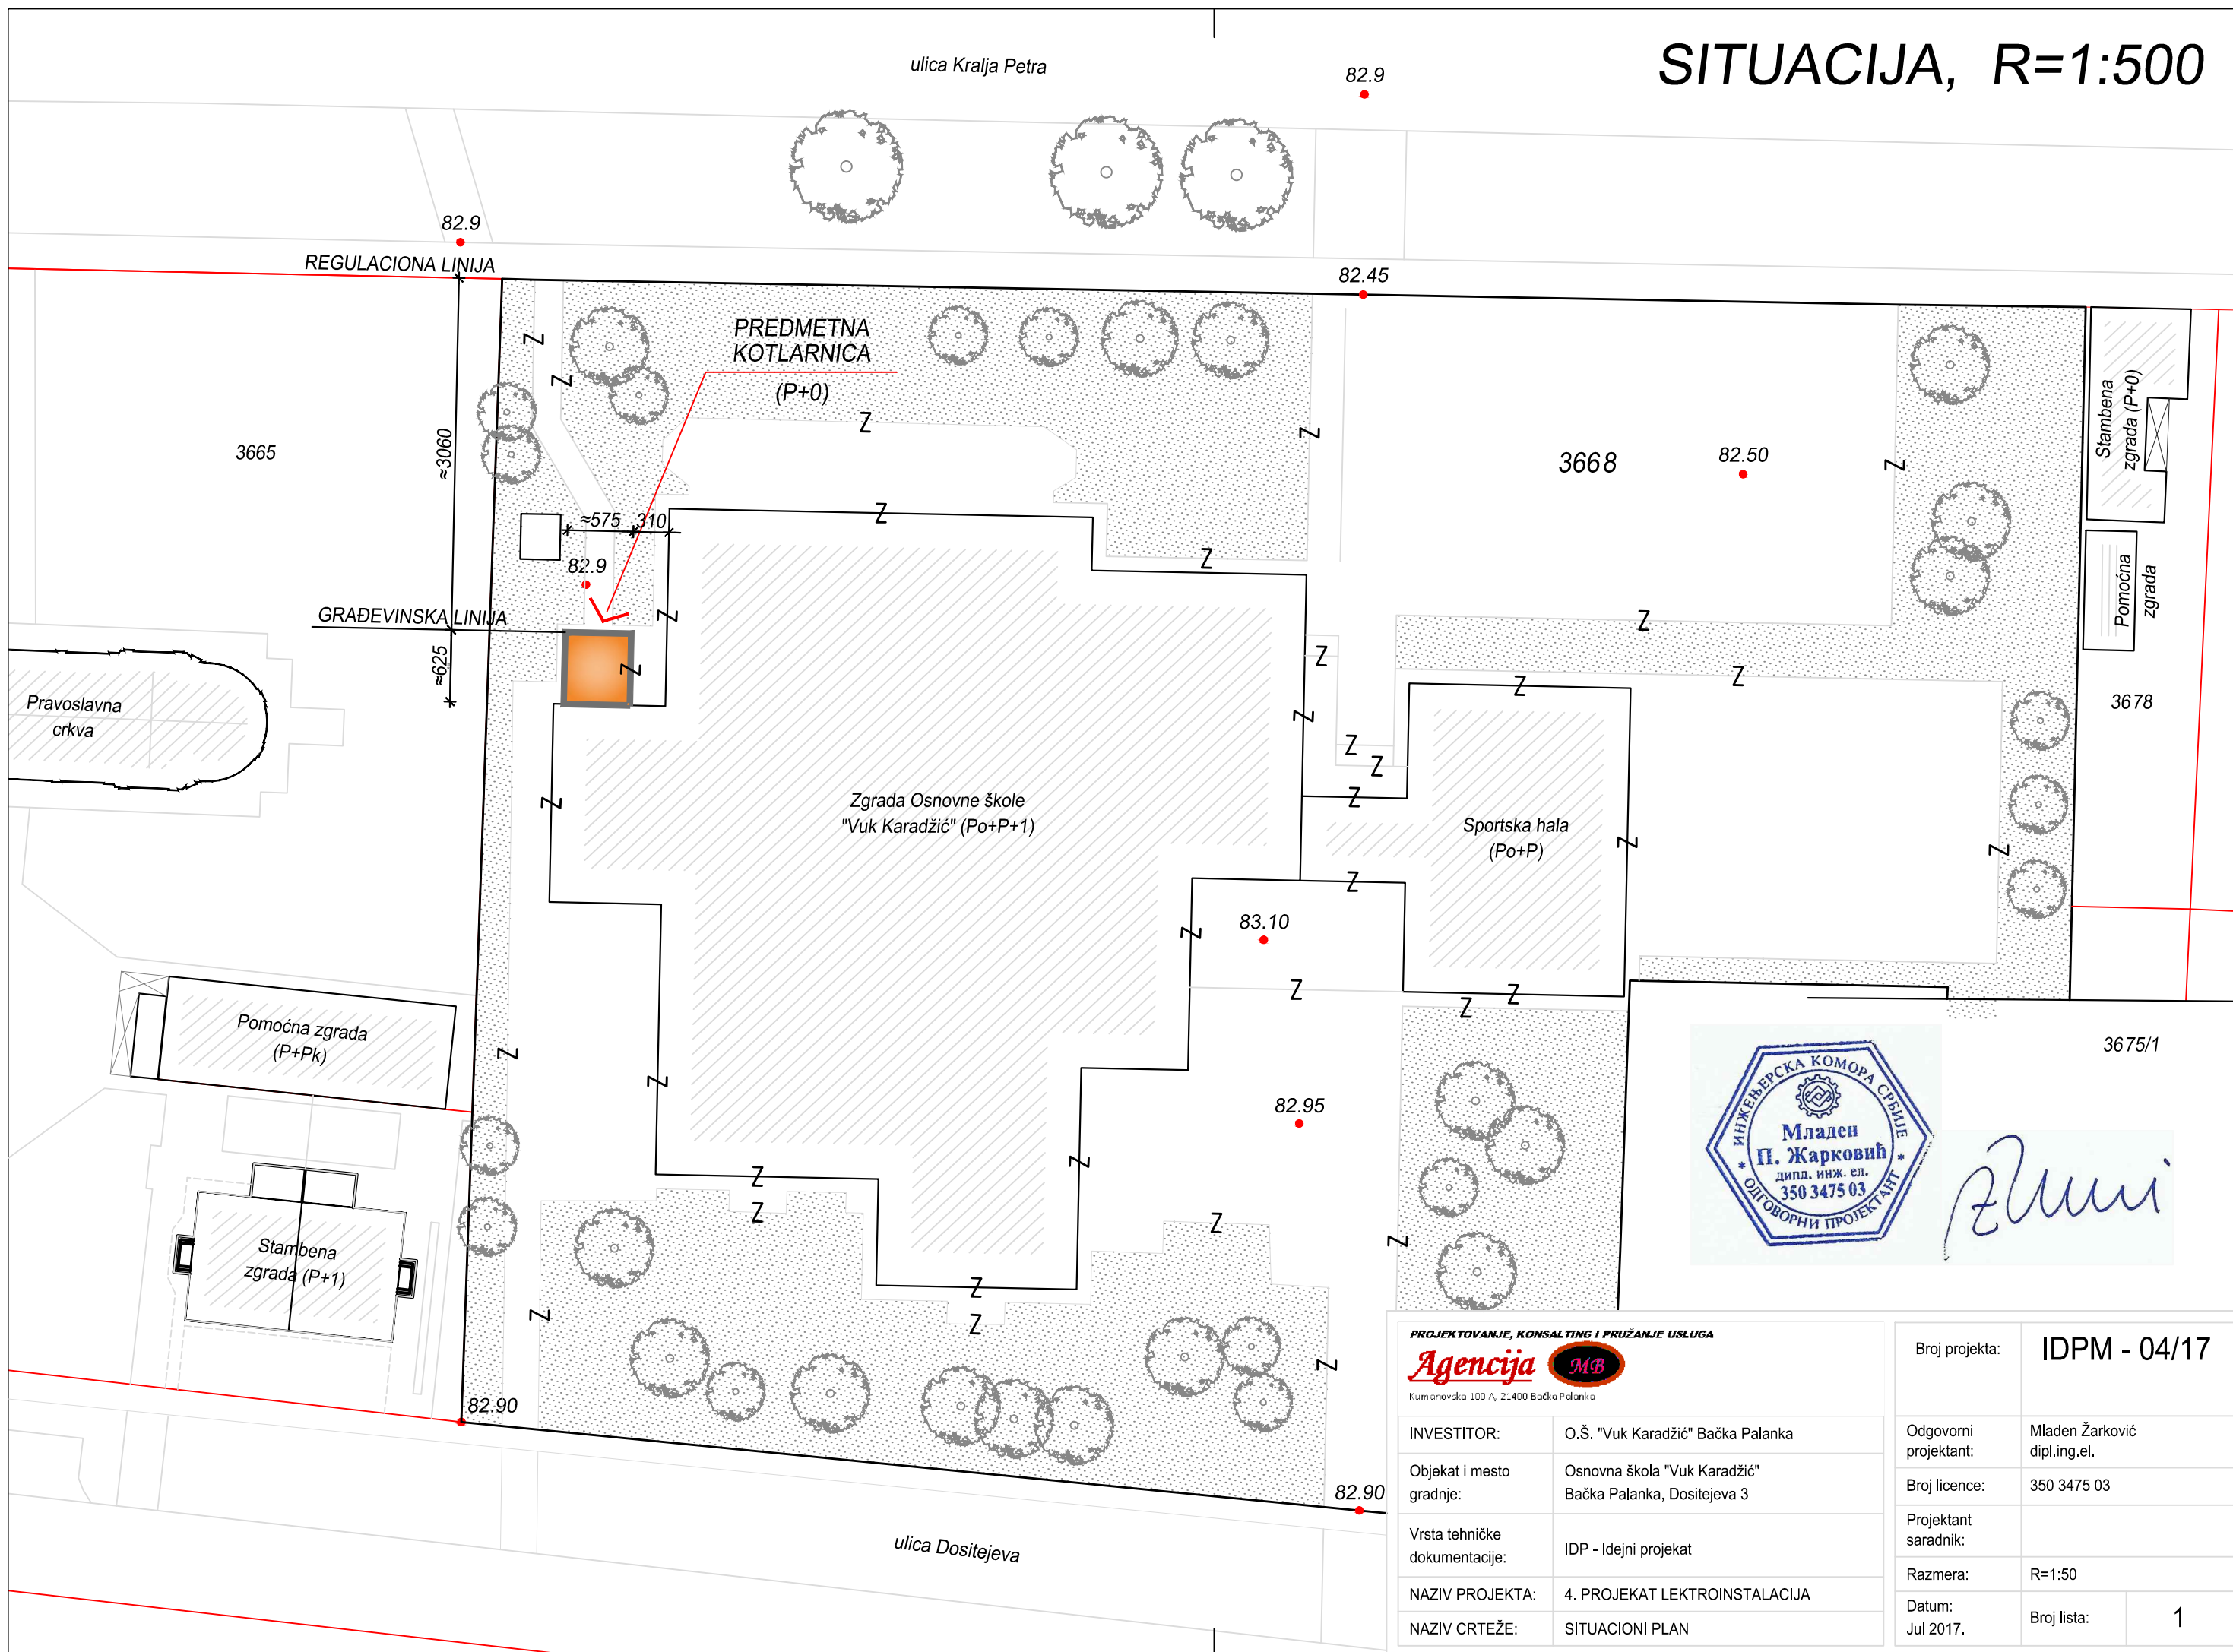 SITUACIJA, R=1:500
ulica Kralja Petra
82.9
82.9
REGULACIONA LINIJA
82.45
PREDMETNA
KOTLARNICA
(P+0)
Z
Z
Z
Z
Z
3665
≈3060
3668
82.50
Stambena
zgrada (P+0)
≈575
310
Z
Z
82.9
Pomoćna
zgrada
GRAĐEVINSKA LINIJA
Z
Z
≈625
Z
Z
Z
Z
Z
Pravoslavna
crkva
3678
Z
Z
Z
Z
Z
Zgrada Osnovne škole
"Vuk Karadžić" (Po+P+1)
Sportska hala
(Po+P)
Z
Z
Z
83.10
Z
Z
Z
Z
Pomoćna zgrada
(P+Pk)
Z
Z
3675/1
82.95
ИНЖЕЊЕРСКА КОМОРА СРБИЈЕ
Младен
П. Жарковић
дипл. инж. ел.
350 3475 03
* ОДГОВОРНИ ПРОЈЕКТАНТ *
Z
Z
Z
Z
Z
Stambena
zgrada (P+1)
Z
Z
Z
Z
82.90
82.90
ulica Dositejeva
PROJEKTOVANJE, KONSALTING I PRUŽANJE USLUGA
Agencija MB
Kumanovska 100 A, 21400 Bačka Palanka
Broj projekta: IDPM - 04/17
INVESTITOR: O.Š. "Vuk Karadžić" Bačka Palanka
Objekat i mesto
gradnje:
Osnovna škola "Vuk Karadžić"
Bačka Palanka, Dositejeva 3
Vrsta tehničke
dokumentacije:
IDP - Idejni projekat
NAZIV PROJEKTA: 4. PROJEKAT LEKTROINSTALACIJA
NAZIV CRTEŽE: SITUACIONI PLAN
Odgovorni
projektant:
Mladen Žarković
dipl.ing.el.
Broj licence: 350 3475 03
Projektant
saradnik:
Razmera: R=1:50
Datum:
Jul 2017.
Broj lista: 1